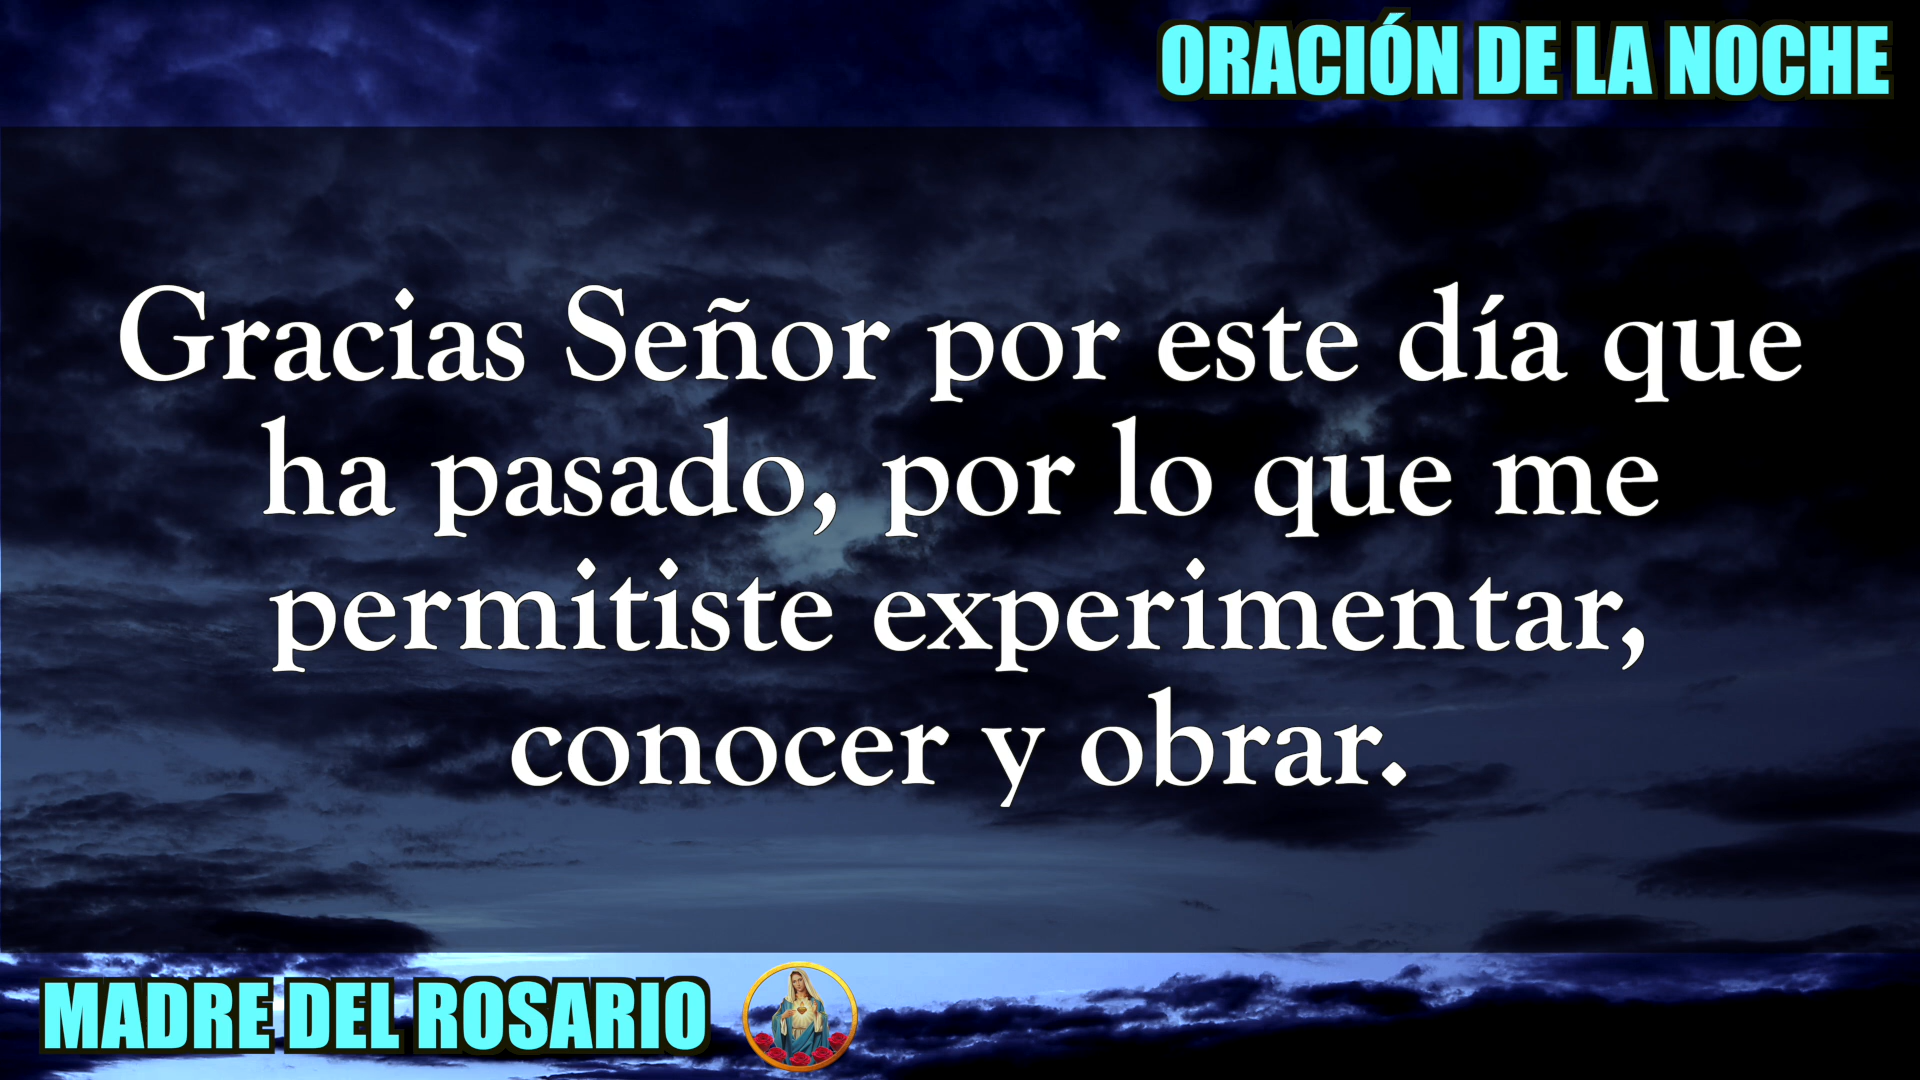 ORACIÓN DE LA NOCHE
Gracias Señor por este día que
ha pasado, por lo que me
permitiste experimentar,
conocer y obrar.
MADRE DEL ROSARIO